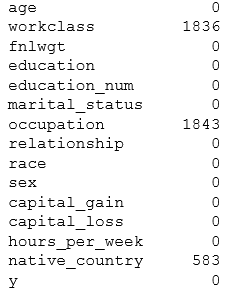 age 0
workclass 1836
fnlwgt 0
education 0
education_num 0
marital_status 0
occupation 1843
relationship 0
race 0
sex 0
capital_gain 0
capital_loss 0
hours_per_week 0
native_country 583
y 0